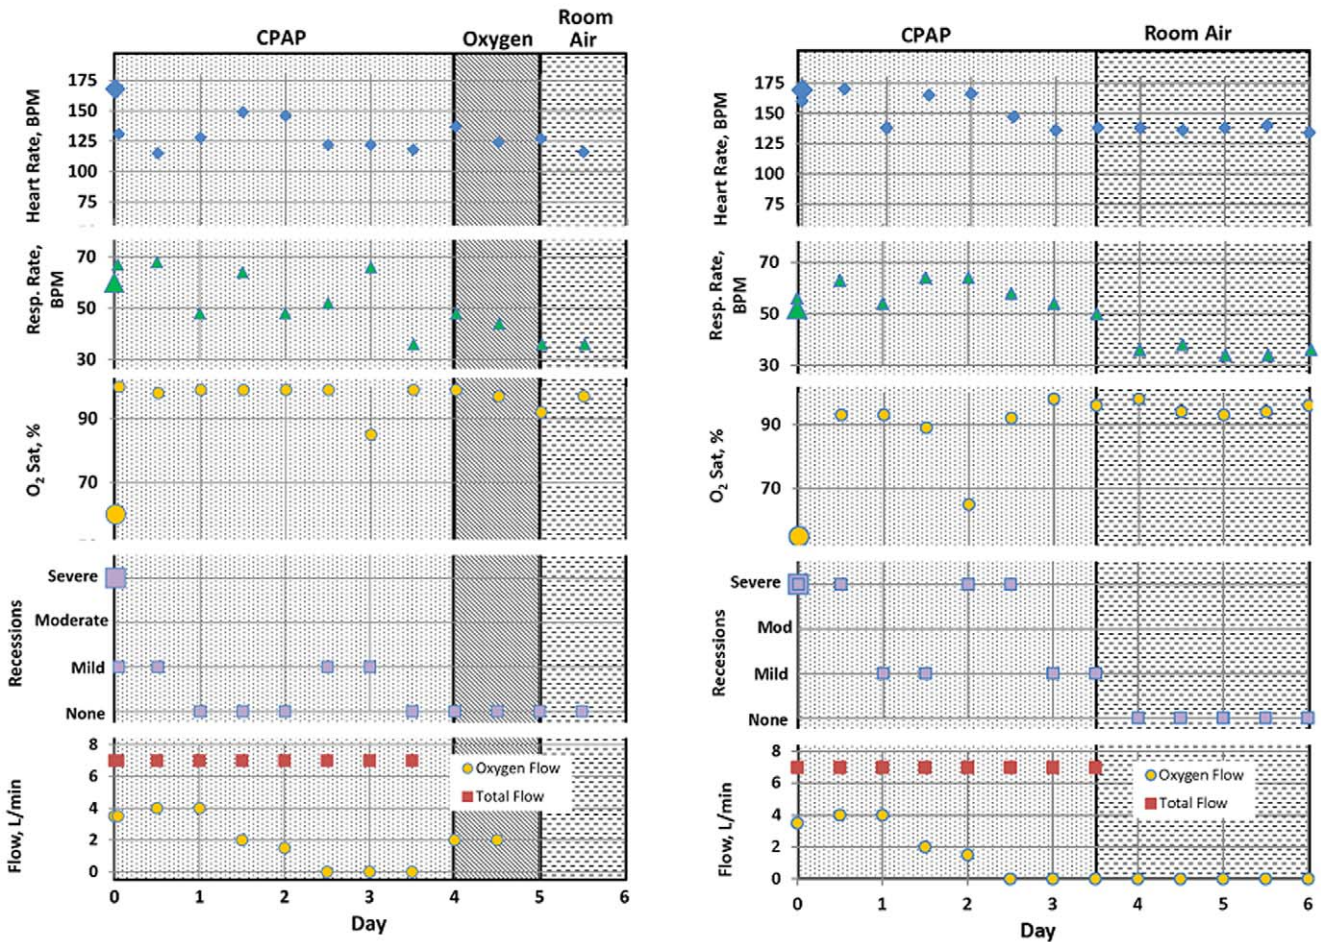 CPAP
Oxygen
Room
Air
Heart Rate, BPM
175
150
125
100
75
Resp. Rate,
BPM
70
50
30
O2 Sat, %
90
70
Recessions
Severe
Moderate
Mild
None
Flow, L/min
8
6
4
2
0
Oxygen Flow
Total Flow
0 1 2 3 4 5 6
Day
CPAP
Room Air
Heart Rate, BPM
175
150
125
100
75
Resp. Rate,
BPM
70
50
30
O2 Sat, %
90
70
Recessions
Severe
Mod
Mild
None
Flow, L/min
8
6
4
2
0
Oxygen Flow
Total Flow
0 1 2 3 4 5 6
Day